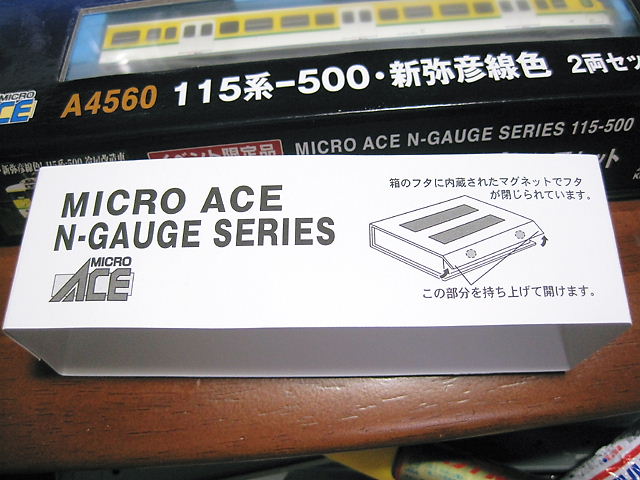 MICRO
ACE
A4560 115系-500・新弥彦線色 2両セッ
イベント限定品
MICRO ACE N-GAUGE SERIES 115-500
MICRO ACE
N-GAUGE SERIES
MICRO
ACE
箱のフタに内蔵されたマグネットでフタ
が閉じられています。
この部分を持ち上げて開けます。